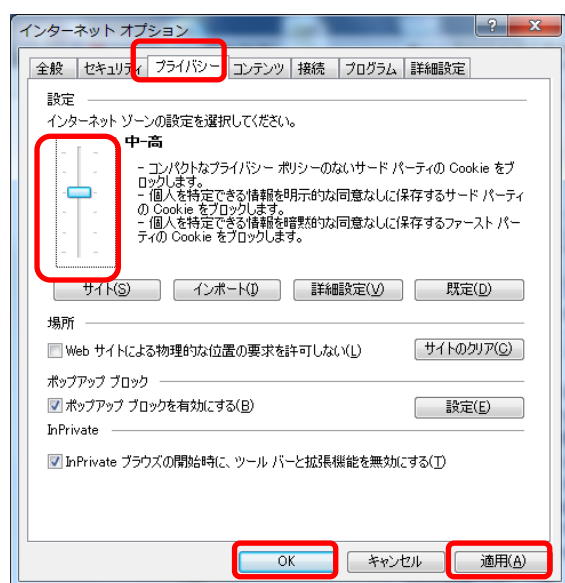 インターネット オプション
全般 セキュリティ プライバシー コンテンツ 接続 プログラム 詳細設定
設定
インターネット ゾーンの設定を選択してください。
中-高
- コンパクトなプライバシー ポリシーのないサード パーティの Cookie をブ
ロックします。
- 個人を特定できる情報を明示的な同意なしに保存するサード パーティ
の Cookie をブロックします。
- 個人を特定できる情報を暗黙的な同意なしに保存するファースト パー
ティの Cookie をブロックします。
サイト(S) インポート(I) 詳細設定(V) 既定(D)
場所
Web サイトによる物理的な位置の要求を許可しない(L) サイトのクリア(C)
ポップアップ ブロック
ポップアップ ブロックを有効にする(B) 設定(E)
InPrivate
InPrivate ブラウズの開始時に、ツール バーと拡張機能を無効にする(T)
OK キャンセル 適用(A)